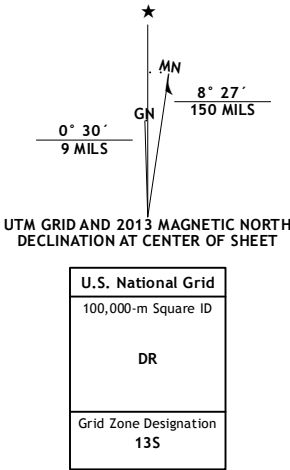 ★
MN
GN
8° 27´
150 MILS
0° 30´
9 MILS
UTM GRID AND 2013 MAGNETIC NORTH
DECLINATION AT CENTER OF SHEET
U.S. National Grid
100,000-m Square ID
DR
Grid Zone Designation
13S